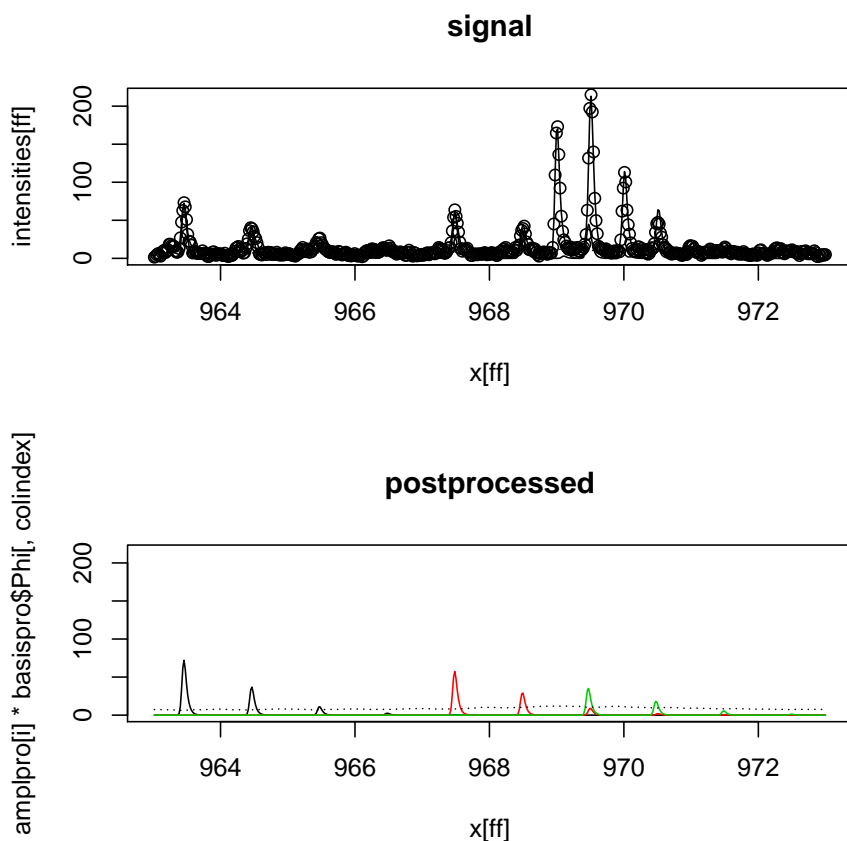 signal
intensities[ff]
200
100
0
964 966 968 970 972
x[ff]
postprocessed
amplpro[i] * basispro$Phi[, colindex]
200
100
0
964 966 968 970 972
x[ff]